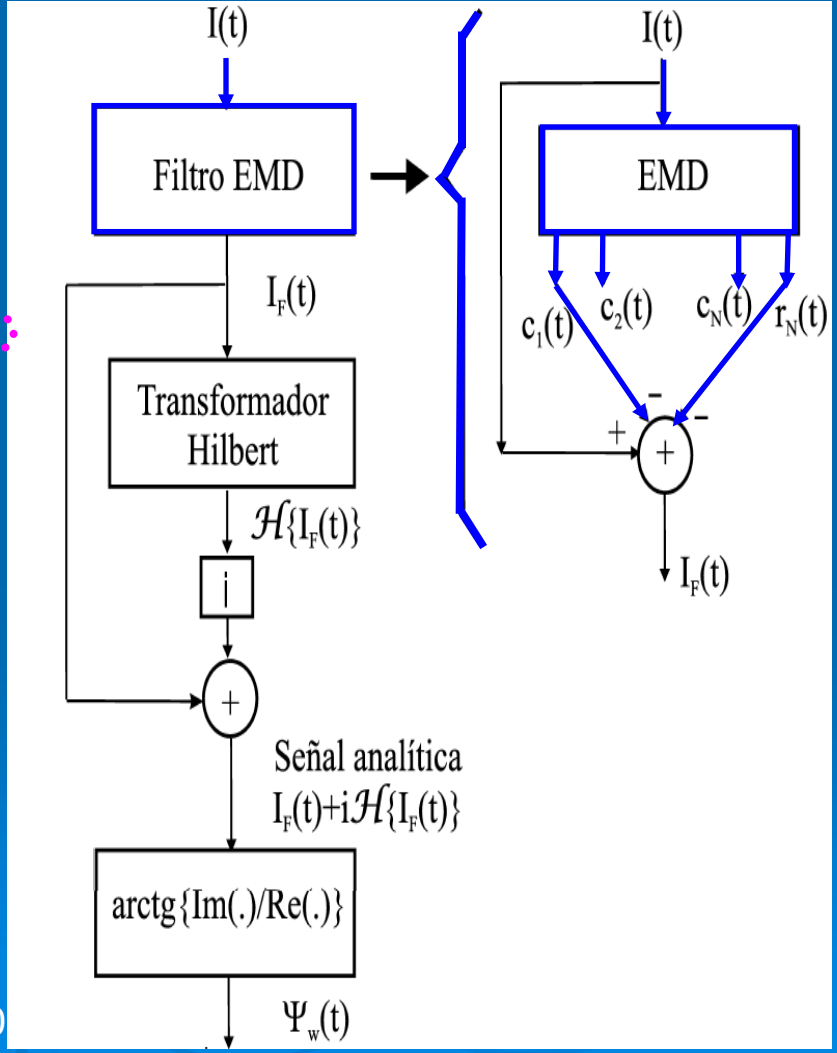 I(t)
Filtro EMD
I_F(t)
Transformador
Hilbert
ℋ{I_F(t)}
i
+
Señal analítica
I_F(t)+iℋ{I_F(t)}
arctg{Im(.)/Re(.)}
Ψ_w(t)
I(t)
EMD
c_1(t)
c_2(t)
c_N(t)
r_N(t)
−
−
+
+
I_F(t)